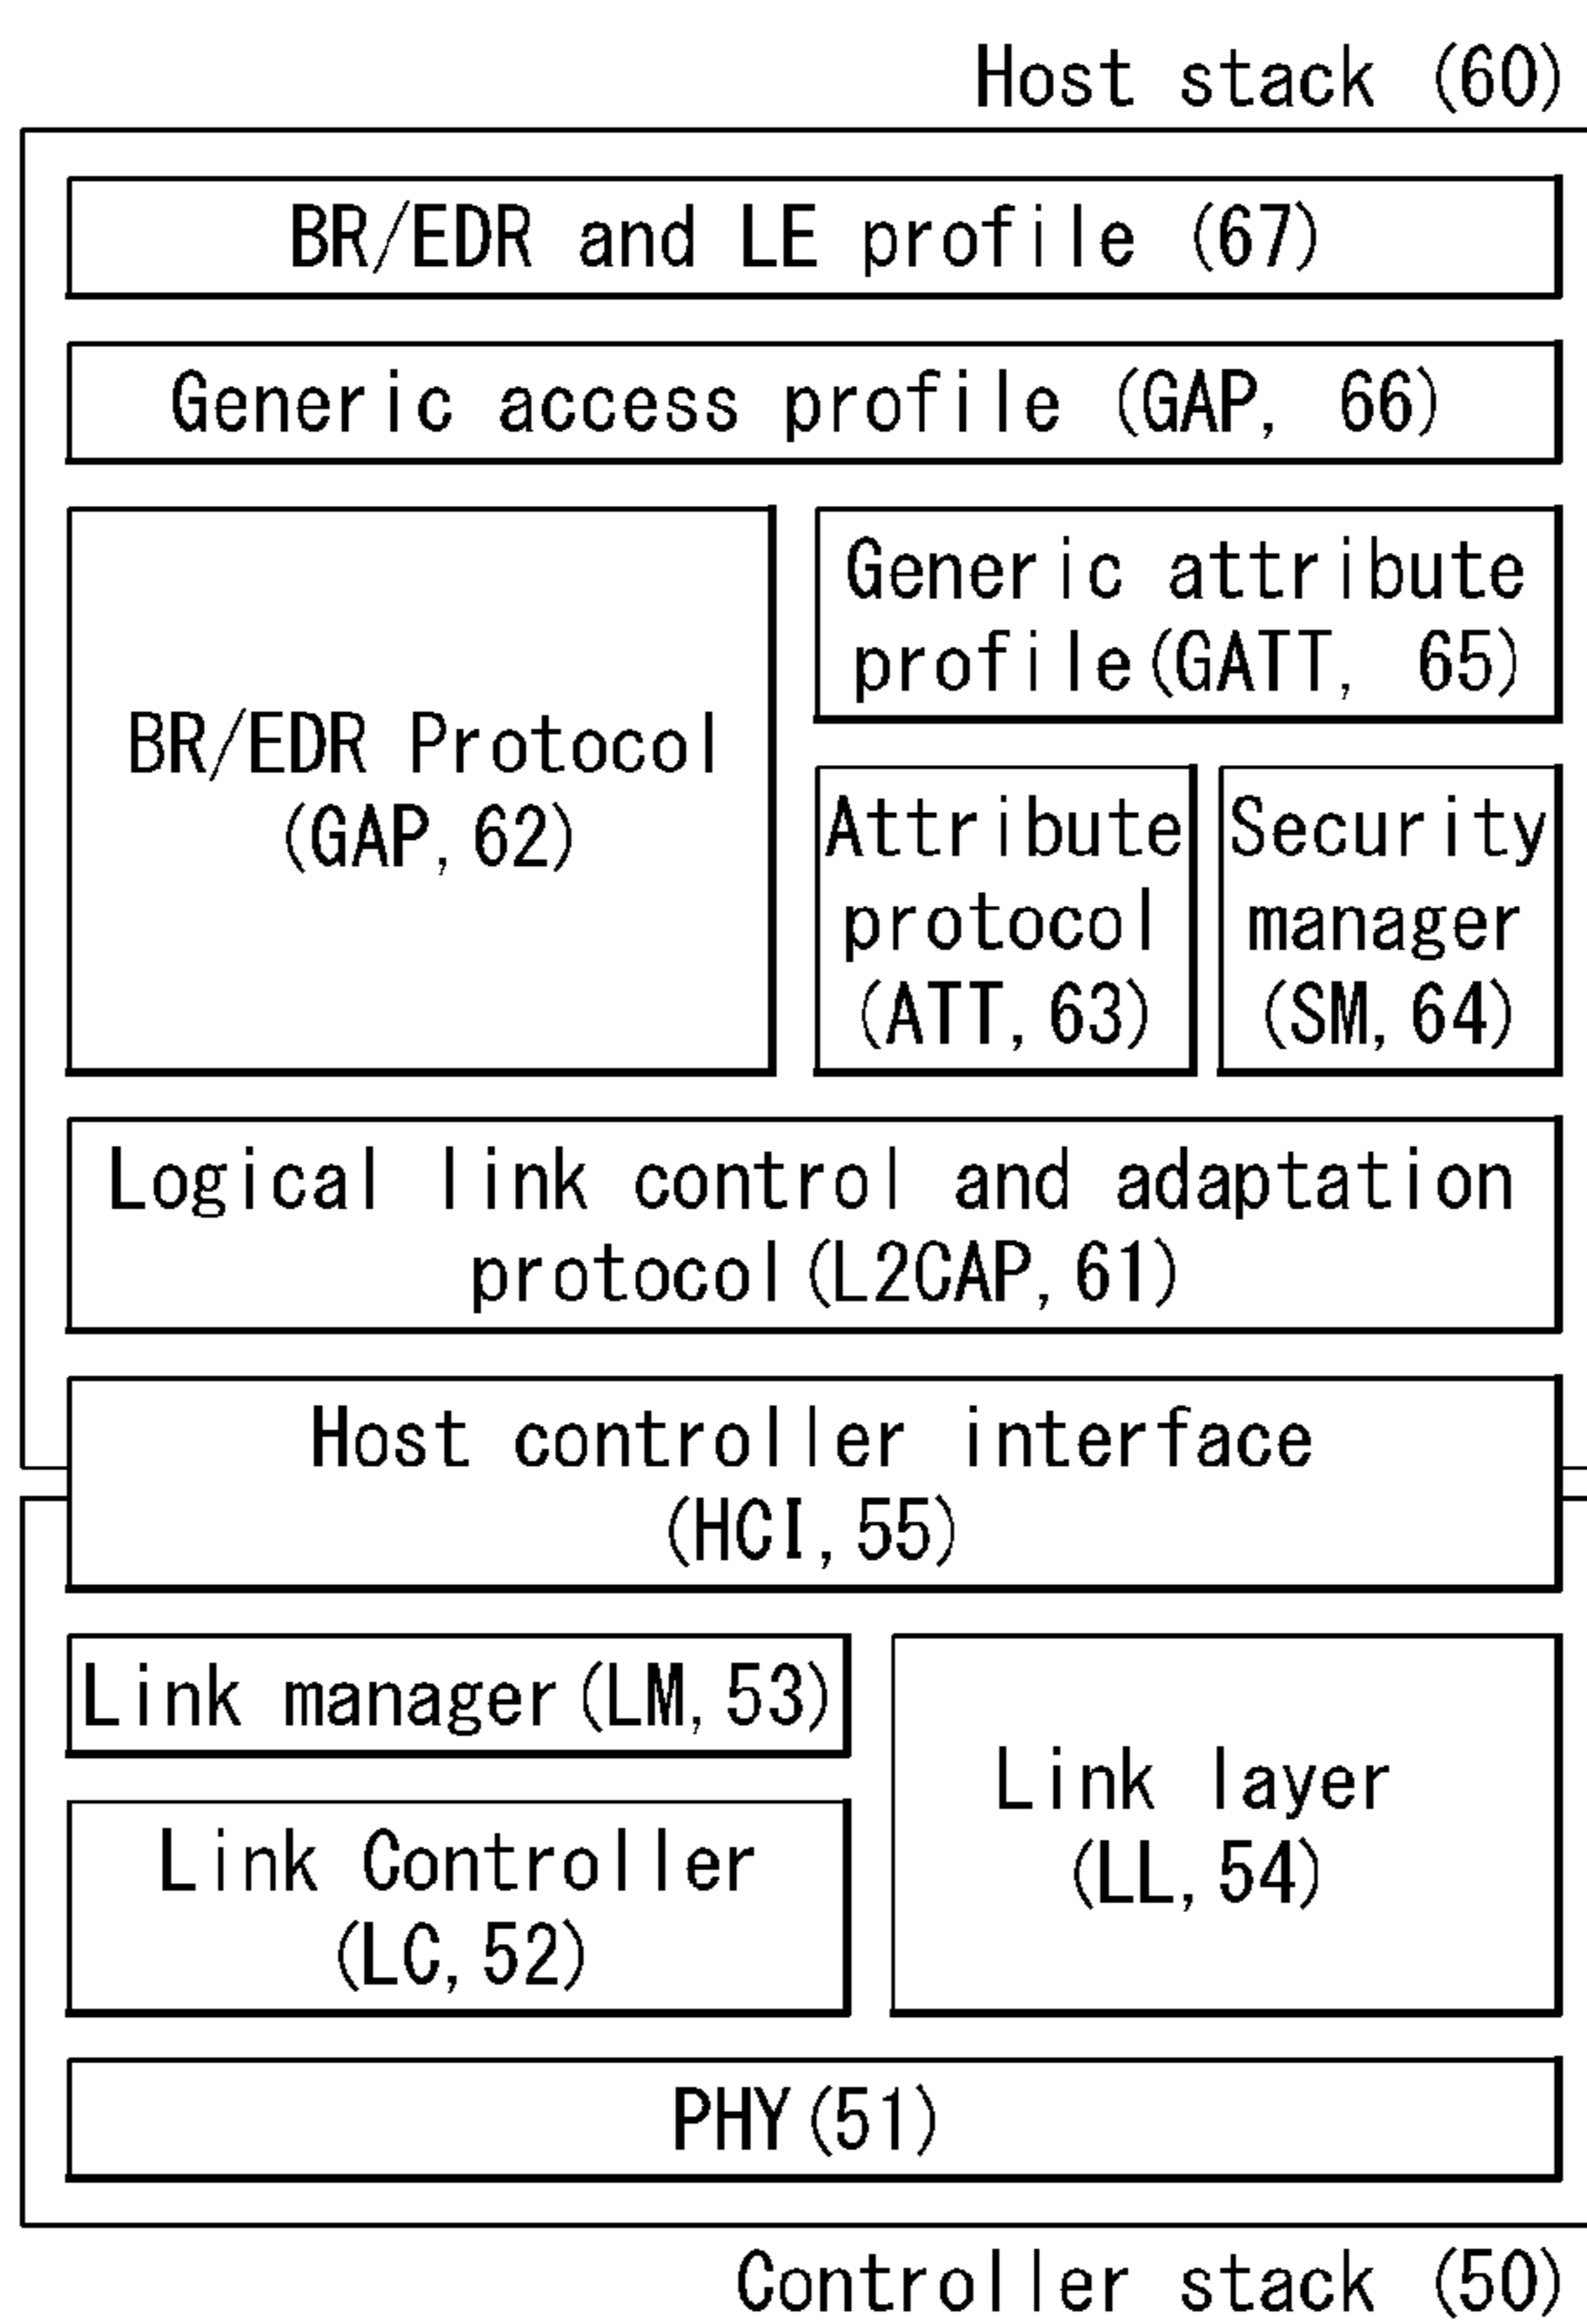 Host stack (60)
BR/EDR and LE profile (67)
Generic access profile (GAP, 66)
BR/EDR Protocol
(GAP, 62)
Generic attribute
profile(GATT, 65)
Attribute
protocol
(ATT, 63)
Security
manager
(SM, 64)
Logical link control and adaptation
protocol(L2CAP, 61)
Host controller interface
(HCI, 55)
Link manager(LM, 53)
Link Controller
(LC, 52)
Link layer
(LL, 54)
PHY(51)
Controller stack (50)